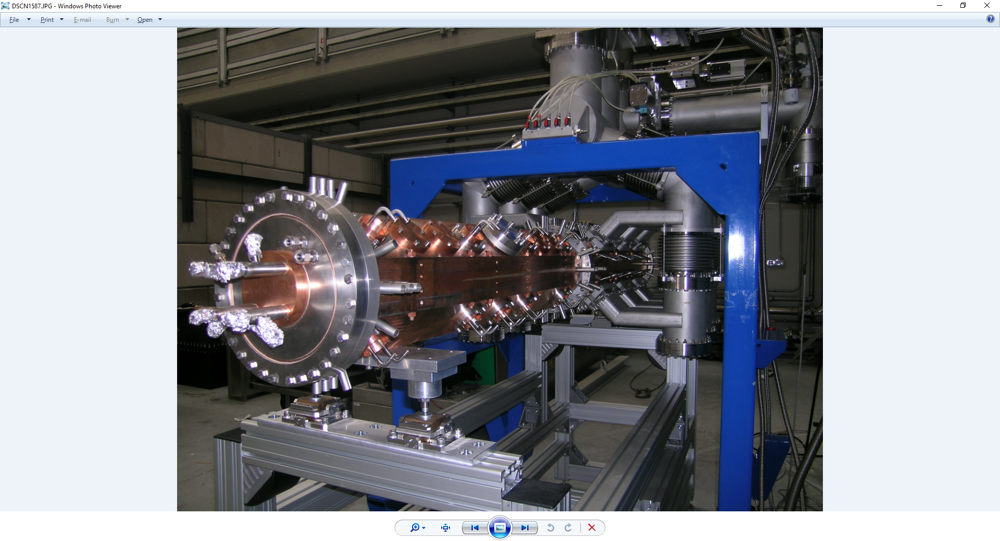 DSCN1587.JPG - Windows Photo Viewer
File Print E-mail Burn Open